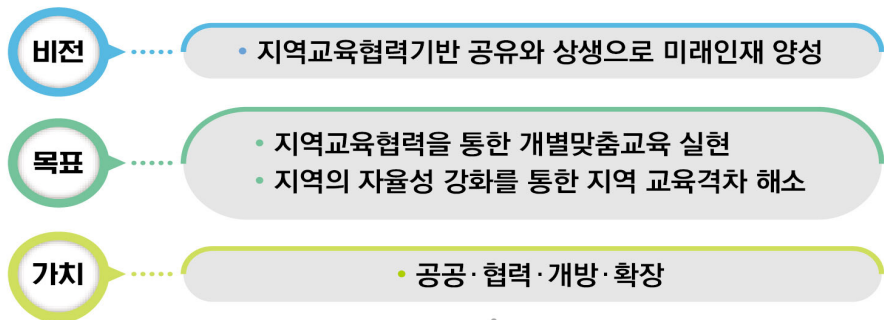 비전
• 지역교육협력기반 공유와 상생으로 미래인재 양성
목표
• 지역교육협력을 통한 개별맞춤교육 실현
• 지역의 자율성 강화를 통한 지역 교육격차 해소
가치
• 공공·협력·개방·확장